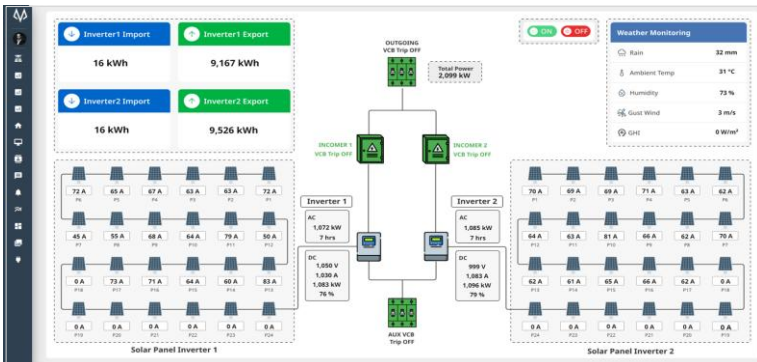 Inverter1 Import
16 kWh
Inverter1 Export
9,167 kWh
Inverter2 Import
16 kWh
Inverter2 Export
9,526 kWh
OUTGOING
VCB Trip OFF
Total Power
2,099 kW
ON
OFF
Weather Monitoring
Rain 32 mm
Ambient Temp 31 °C
Humidity 73 %
Gust Wind 3 m/s
GHI 0 W/m²
INCOMER 1
VCB Trip OFF
INCOMER 2
VCB Trip OFF
72 A 65 A 67 A 63 A 63 A 72 A
P6 P5 P4 P3 P2 P1
45 A 55 A 68 A 64 A 79 A 50 A
P7 P8 P9 P10 P11 P12
0 A 73 A 71 A 64 A 60 A 83 A
P18 P17 P16 P15 P14 P13
0 A 0 A 0 A 0 A 0 A 0 A
P19 P20 P21 P22 P23 P24
Solar Panel Inverter 1
Inverter 1
AC
1,072 kW
7 hrs
DC
1,050 V
1,030 A
1,083 kW
76 %
Inverter 2
AC
1,085 kW
7 hrs
DC
999 V
1,083 A
1,096 kW
79 %
AUX VCB
Trip OFF
70 A 69 A 69 A 71 A 63 A 62 A
P1 P2 P3 P4 P5 P6
64 A 63 A 81 A 66 A 62 A 70 A
P12 P11 P10 P9 P8 P7
62 A 61 A 65 A 66 A 62 A 0 A
P13 P14 P15 P16 P17 P18
0 A 0 A 0 A 0 A 0 A 0 A
P24 P23 P22 P21 P20 P19
Solar Panel Inverter 2